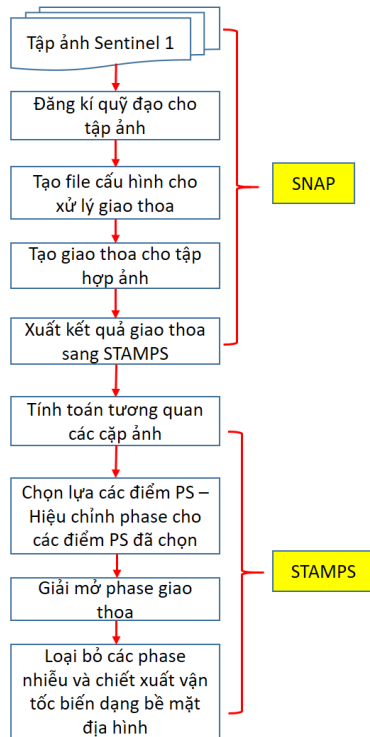 Tập ảnh Sentinel 1
Đăng kí quỹ đạo cho
tập ảnh
Tạo file cấu hình cho
xử lý giao thoa
SNAP
Tạo giao thoa cho tập
hợp ảnh
Xuất kết quả giao thoa
sang STAMPS
Tính toán tương quan
các cặp ảnh
Chọn lựa các điểm PS –
Hiệu chỉnh phase cho
các điểm PS đã chọn
STAMPS
Giải mở phase giao
thoa
Loại bỏ các phase
nhiễu và chiết xuất vận
tốc biến dạng bề mặt
địa hình